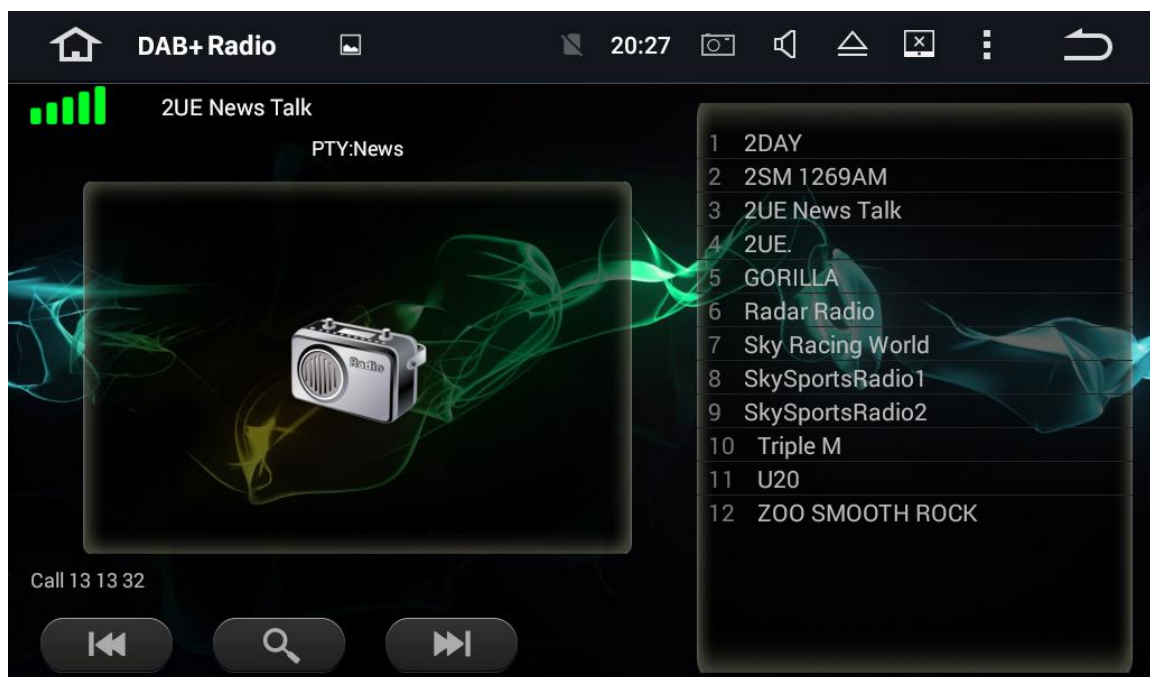 DAB+ Radio
20:27
2UE News Talk
PTY:News
Radio
Call 13 13 32
1 2DAY
2 2SM 1269AM
3 2UE News Talk
4 2UE.
5 GORILLA
6 Radar Radio
7 Sky Racing World
8 SkySportsRadio1
9 SkySportsRadio2
10 Triple M
11 U20
12 ZOO SMOOTH ROCK